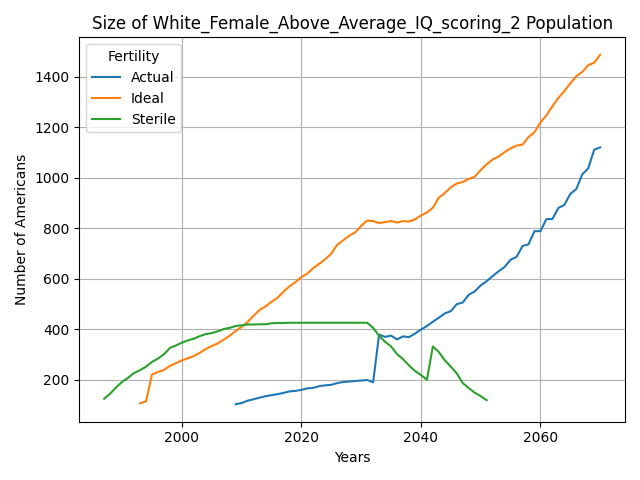 Size of White_Female_Above_Average_IQ_scoring_2 Population
Fertility
Actual
Ideal
Sterile
Number of Americans
1400
1200
1000
800
600
400
200
2000
2020
2040
2060
Years